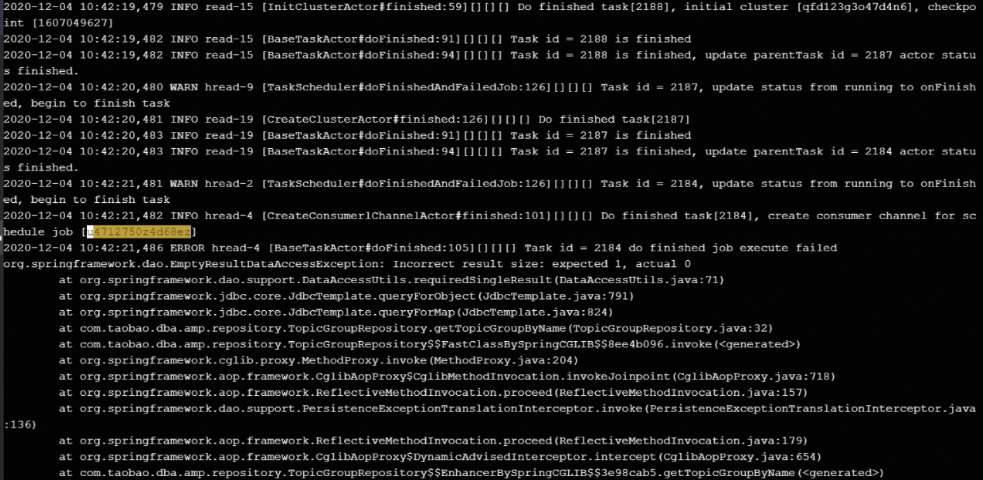 2020-12-04 10:42:19,479 INFO read-15 [InitClusterActor#finished:59][][][] Do finished task[2188], initial cluster [qfd123g3o47d4n6], checkpo
int [1607049627]
2020-12-04 10:42:19,482 INFO read-15 [BaseTaskActor#doFinished:91][][][] Task id = 2188 is finished
2020-12-04 10:42:19,482 INFO read-15 [BaseTaskActor#doFinished:94][][][] Task id = 2188 is finished, update parentTask id = 2187 actor statu
s finished.
2020-12-04 10:42:20,480 WARN hread-9 [TaskScheduler#doFinishedAndFailedJob:126][][][] Task id = 2187, update status from running to onFinish
ed, begin to finish task
2020-12-04 10:42:20,481 INFO read-19 [CreateClusterActor#finished:126][][][] Do finished task[2187]
2020-12-04 10:42:20,483 INFO read-19 [BaseTaskActor#doFinished:91][][][] Task id = 2187 is finished
2020-12-04 10:42:20,483 INFO read-19 [BaseTaskActor#doFinished:94][][][] Task id = 2187 is finished, update parentTask id = 2184 actor statu
s finished.
2020-12-04 10:42:21,481 WARN hread-2 [TaskScheduler#doFinishedAndFailedJob:126][][][] Task id = 2184, update status from running to onFinish
ed, begin to finish task
2020-12-04 10:42:21,482 INFO hread-4 [CreateConsumerlChannelActor#finished:101][][][] Do finished task[2184], create consumer channel for sc
hedule job [u4712750z4d68ez]
2020-12-04 10:42:21,486 ERROR hread-4 [BaseTaskActor#doFinished:105][][][] Task id = 2184 do finished job execute failed
org.springframework.dao.EmptyResultDataAccessException: Incorrect result size: expected 1, actual 0
at org.springframework.dao.support.DataAccessUtils.requiredSingleResult(DataAccessUtils.java:71)
at org.springframework.jdbc.core.JdbcTemplate.queryForObject(JdbcTemplate.java:791)
at org.springframework.jdbc.core.JdbcTemplate.queryForMap(JdbcTemplate.java:824)
at com.taobao.dba.amp.repository.TopicGroupRepository.getTopicGroupByName(TopicGroupRepository.java:32)
at com.taobao.dba.amp.repository.TopicGroupRepository$$FastClassBySpringCGLIB$$8ee4b096.invoke(<generated>)
at org.springframework.cglib.proxy.MethodProxy.invoke(MethodProxy.java:204)
at org.springframework.aop.framework.CglibAopProxy$CglibMethodInvocation.invokeJoinpoint(CglibAopProxy.java:718)
at org.springframework.aop.framework.ReflectiveMethodInvocation.proceed(ReflectiveMethodInvocation.java:157)
at org.springframework.dao.support.PersistenceExceptionTranslationInterceptor.invoke(PersistenceExceptionTranslationInterceptor.java
:136)
at org.springframework.aop.framework.ReflectiveMethodInvocation.proceed(ReflectiveMethodInvocation.java:179)
at org.springframework.aop.framework.CglibAopProxy$DynamicAdvisedInterceptor.intercept(CglibAopProxy.java:654)
at com.taobao.dba.amp.repository.TopicGroupRepository$$EnhancerBySpringCGLIB$$3e98cab5.getTopicGroupByName(<generated>)